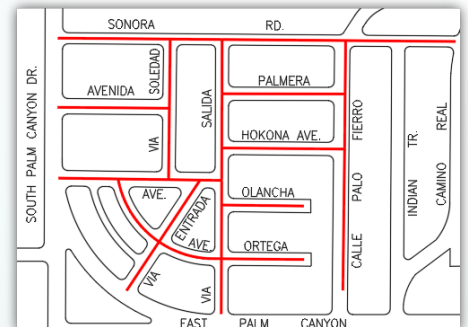 SONORA RD.
SOUTH PALM CANYON DR.
AVENIDA PALMERA
VIA SOLEDAD
VIA SALIDA
HOKONA AVE.
CALLE PALO FIERRO
INDIAN TR.
CAMINO REAL
AVE. OLANCHA
VIA ENTRADA
AVE. ORTEGA
EAST PALM CANYON